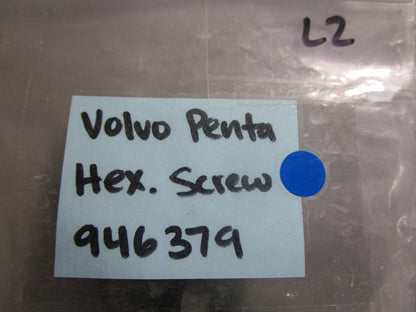 L2
Volvo Penta
Hex. Screw
946379